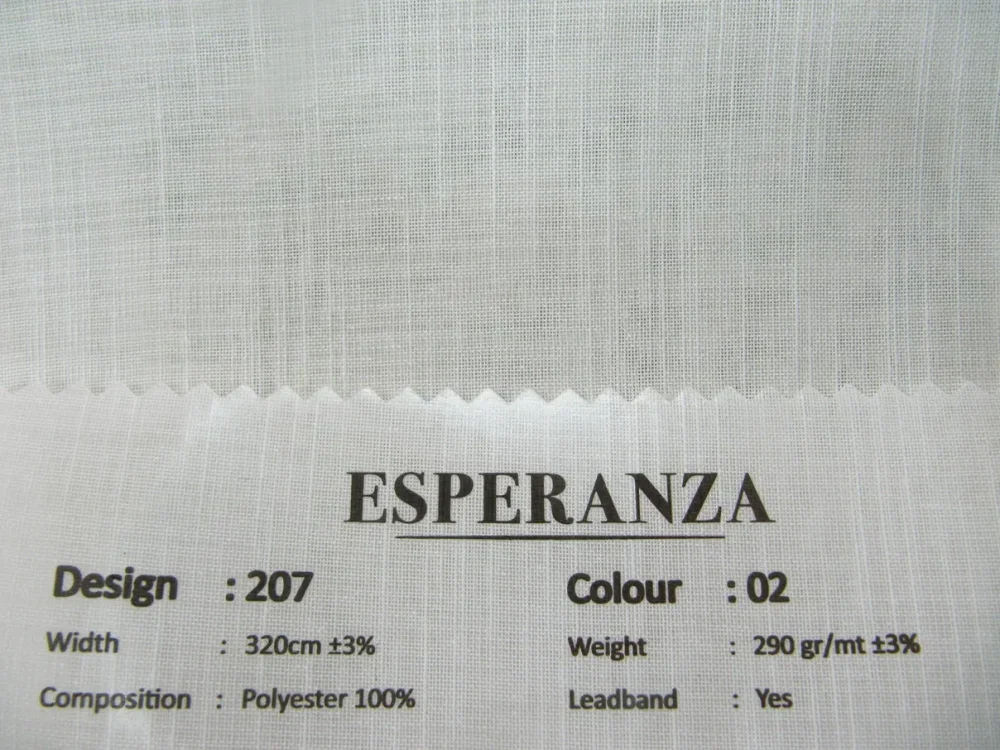 ESPERANZA
Design : 207 Colour : 02
Width : 320cm ±3% Weight : 290 gr/mt ±3%
Composition : Polyester 100% Leadband : Yes